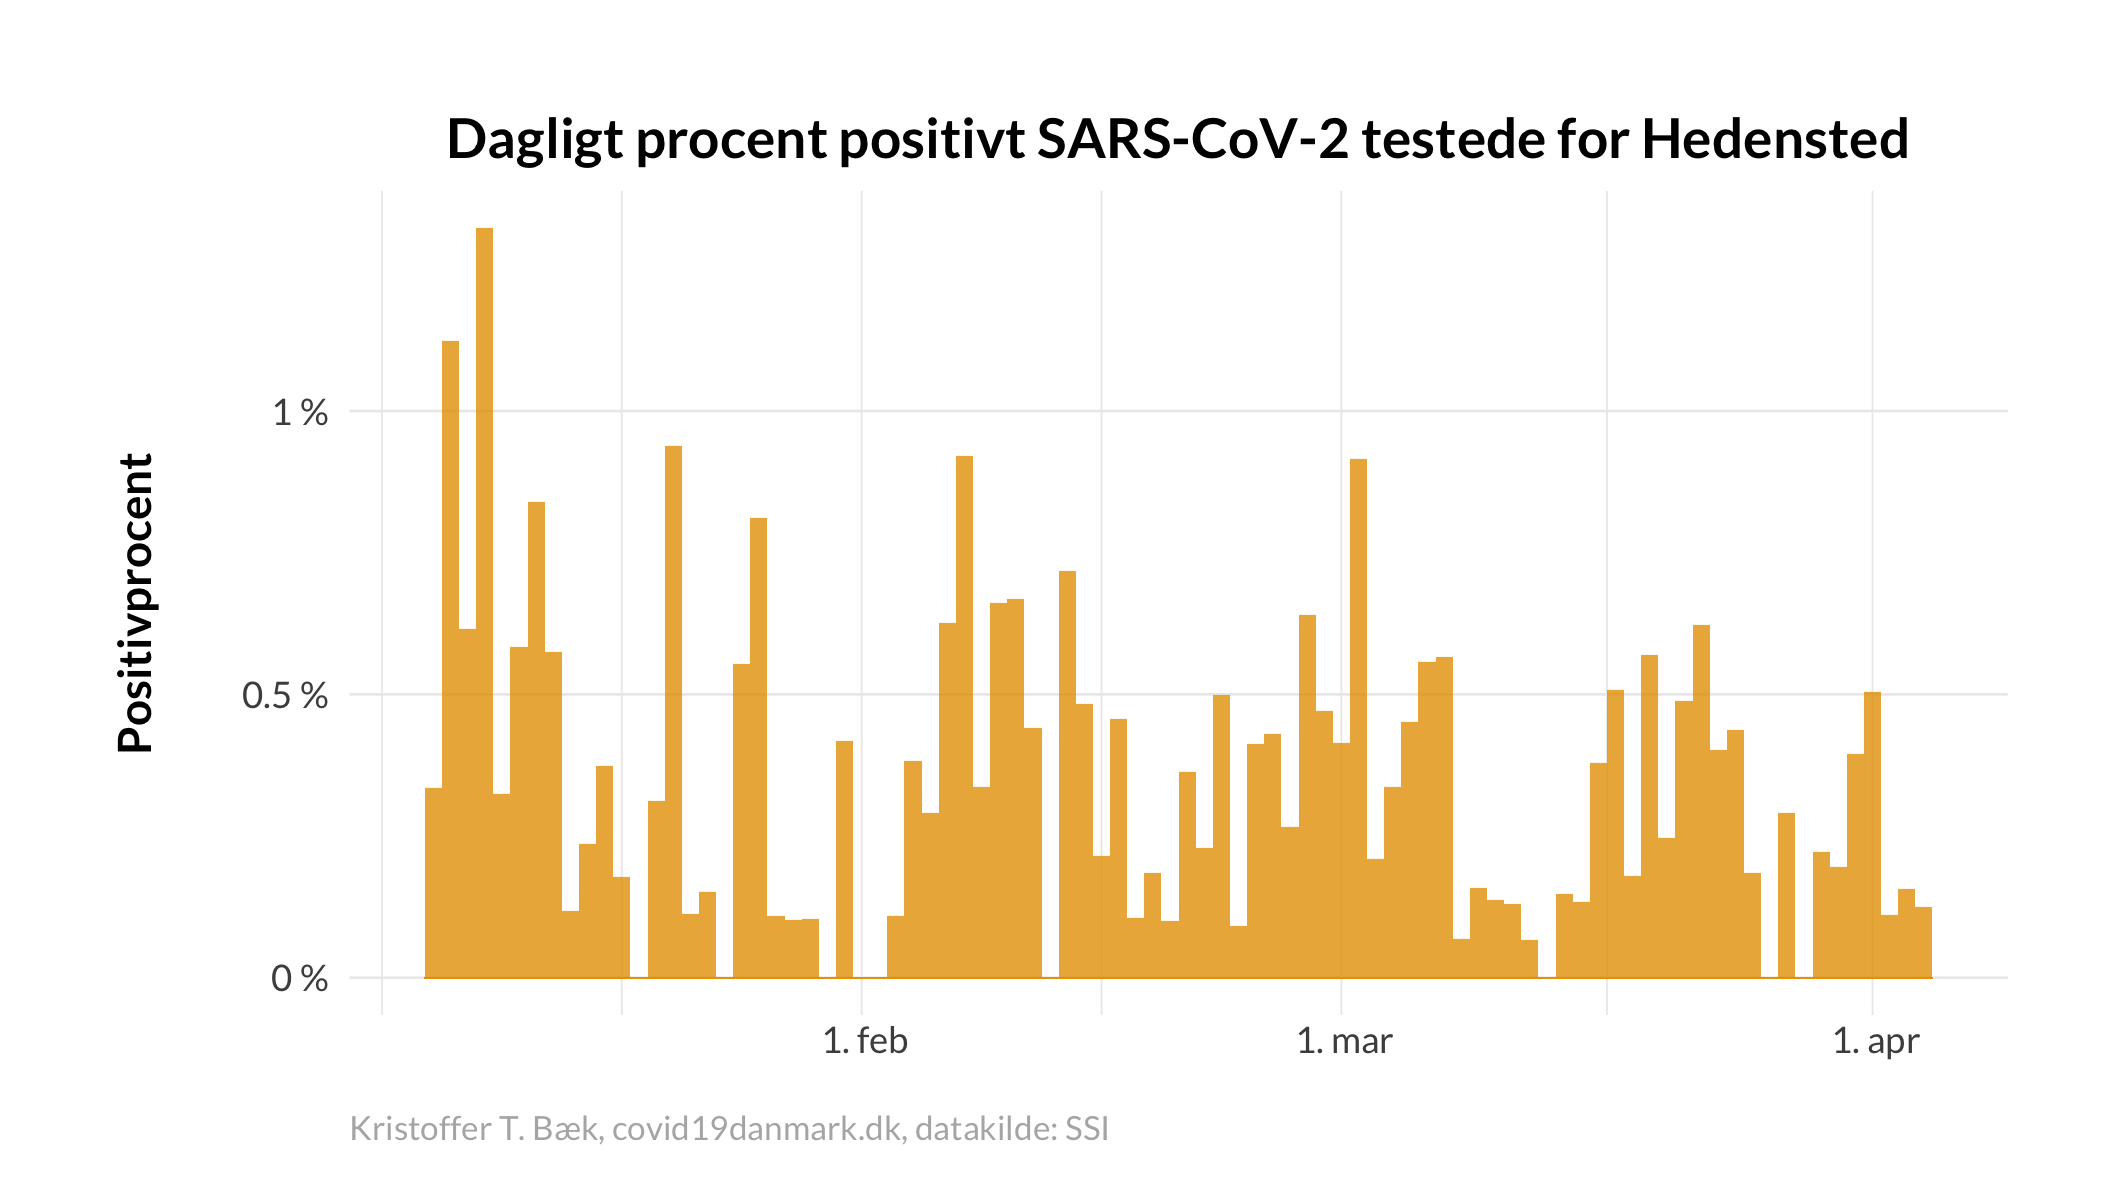 Dagligt procent positivt SARS-CoV-2 testede for Hedensted
Positivprocent
1 %
0.5 %
0 %
1. feb
1. mar
1. apr
Kristoffer T. Bæk, covid19danmark.dk, datakilde: SSI